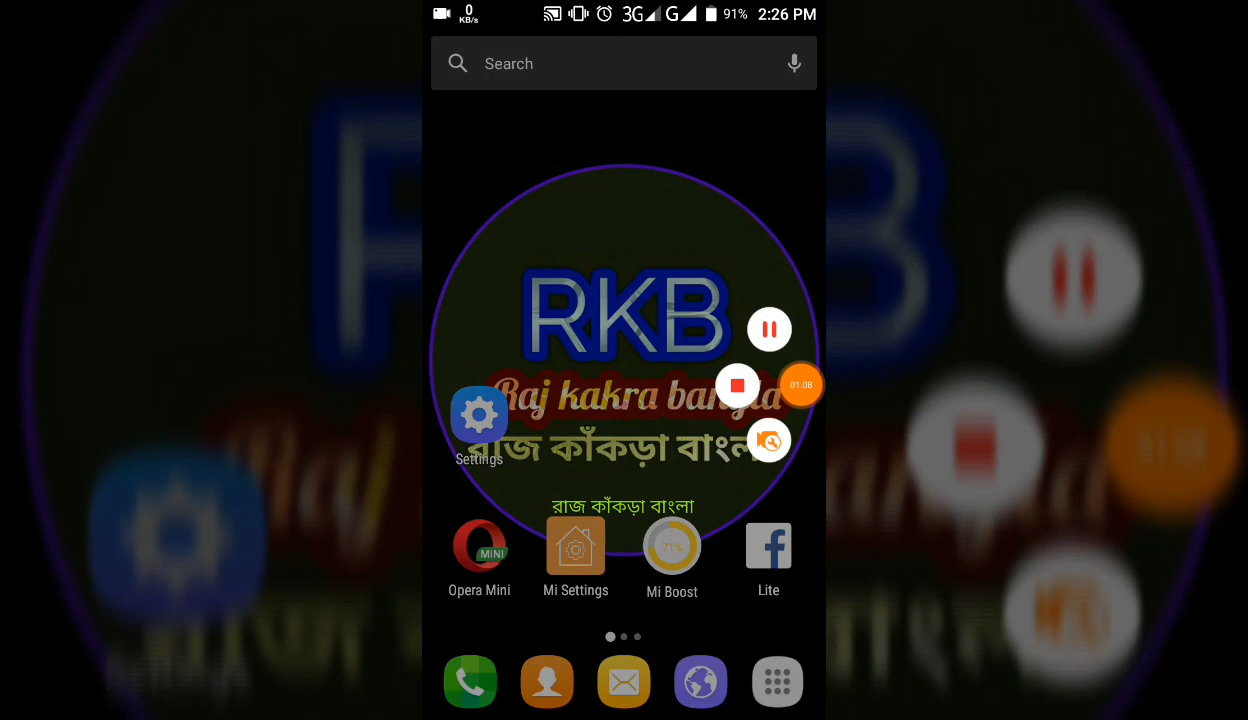 0
KB/s
3G G 91% 2:26 PM
Search
RKB
Raj kakra bangla
রাজ কাঁকড়া বাংলা
Settings
01:08
রাজ কাঁকড়া বাংলা
MINI
71%
Opera Mini
Mi Settings
Mi Boost
Lite